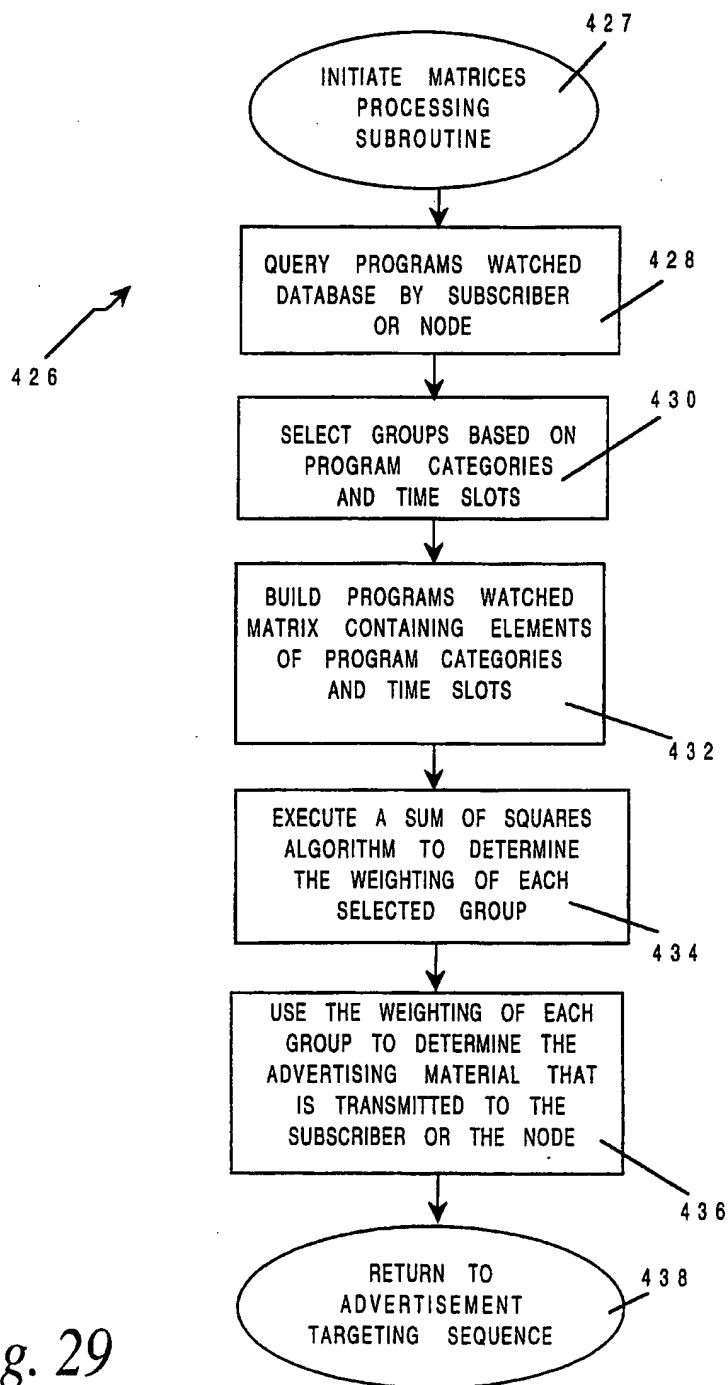 427
INITIATE MATRICES
PROCESSING
SUBROUTINE
428
QUERY PROGRAMS WATCHED
DATABASE BY SUBSCRIBER
OR NODE
426
430
SELECT GROUPS BASED ON
PROGRAM CATEGORIES
AND TIME SLOTS
BUILD PROGRAMS WATCHED
MATRIX CONTAINING ELEMENTS
OF PROGRAM CATEGORIES
AND TIME SLOTS
432
EXECUTE A SUM OF SQUARES
ALGORITHM TO DETERMINE
THE WEIGHTING OF EACH
SELECTED GROUP
434
USE THE WEIGHTING OF EACH
GROUP TO DETERMINE THE
ADVERTISING MATERIAL THAT
IS TRANSMITTED TO THE
SUBSCRIBER OR THE NODE
436
RETURN TO
ADVERTISEMENT
TARGETING SEQUENCE
438
g. 29